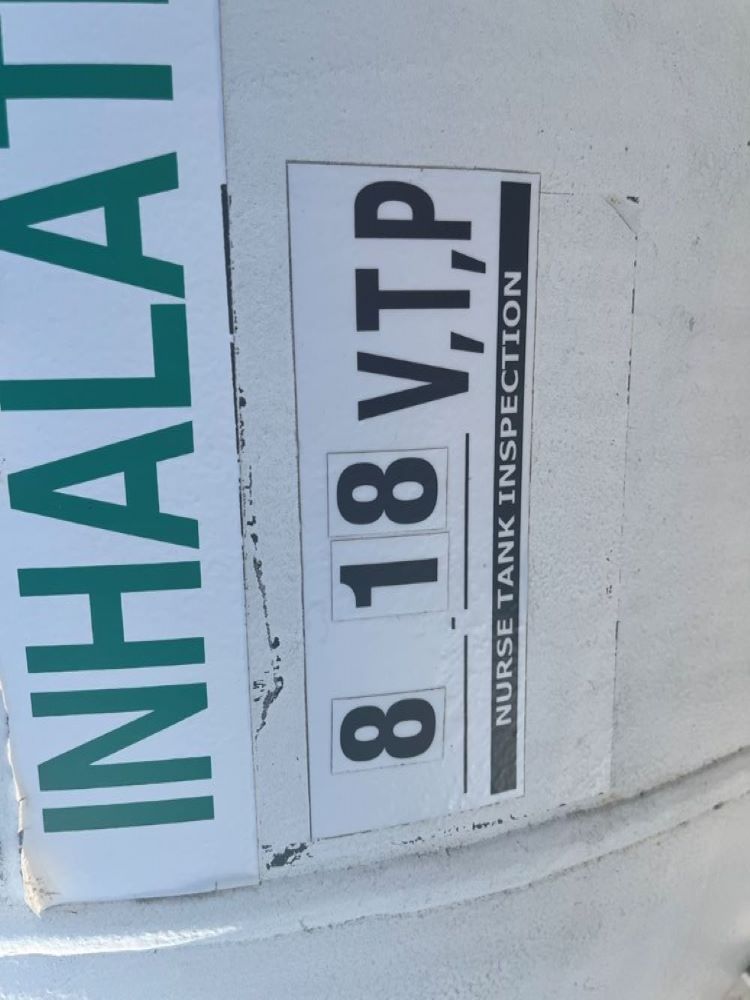 INHALATI
8 18 V,T,P
NURSE TANK INSPECTION